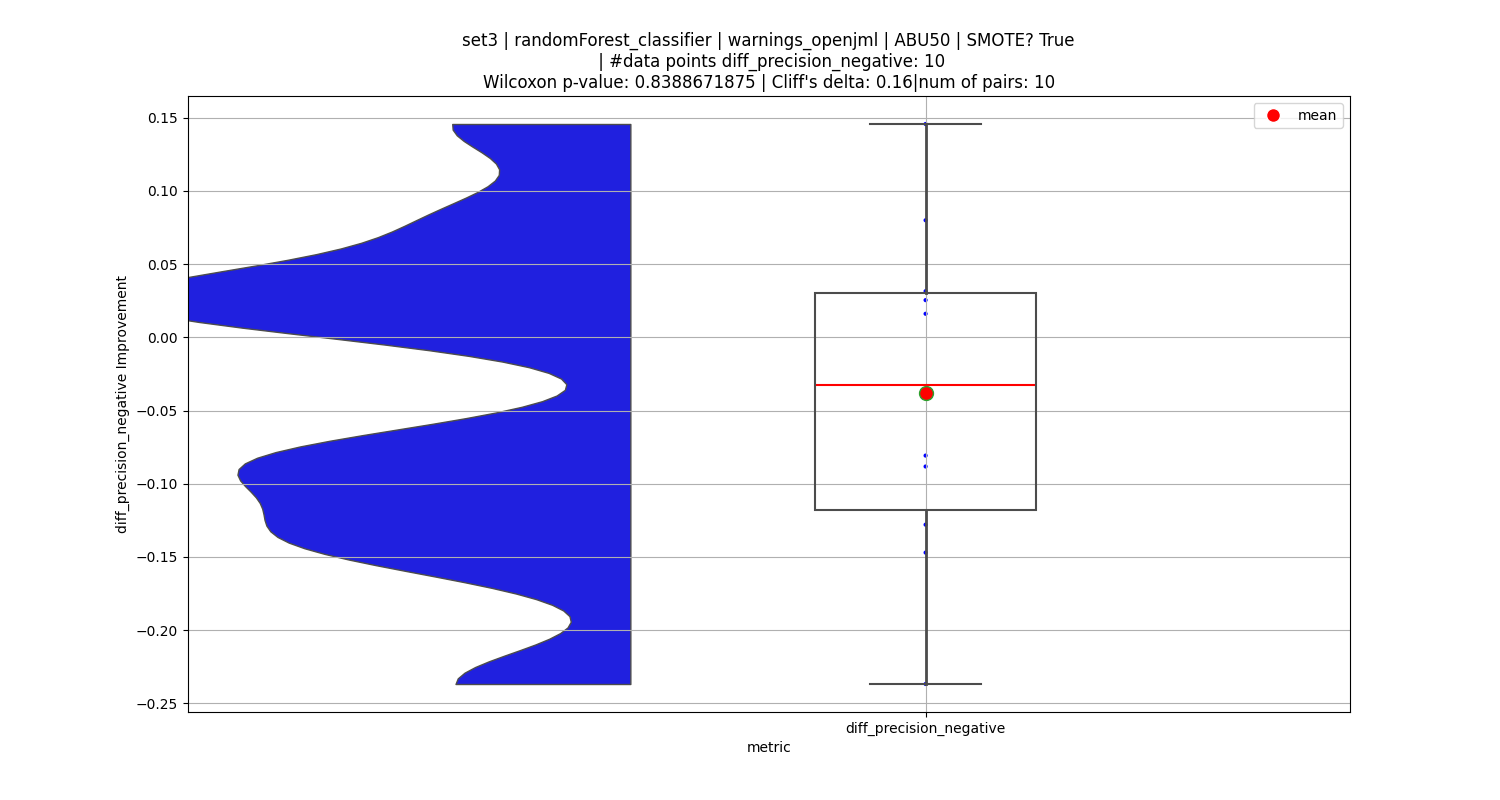 set3 | randomForest_classifier | warnings_openjml | ABU50 | SMOTE? True
| #data points diff_precision_negative: 10
Wilcoxon p-value: 0.8388671875 | Cliff's delta: 0.16|num of pairs: 10
mean
0.15
0.10
0.05
0.00
−0.05
−0.10
−0.15
−0.20
−0.25
diff_precision_negative Improvement
diff_precision_negative
metric